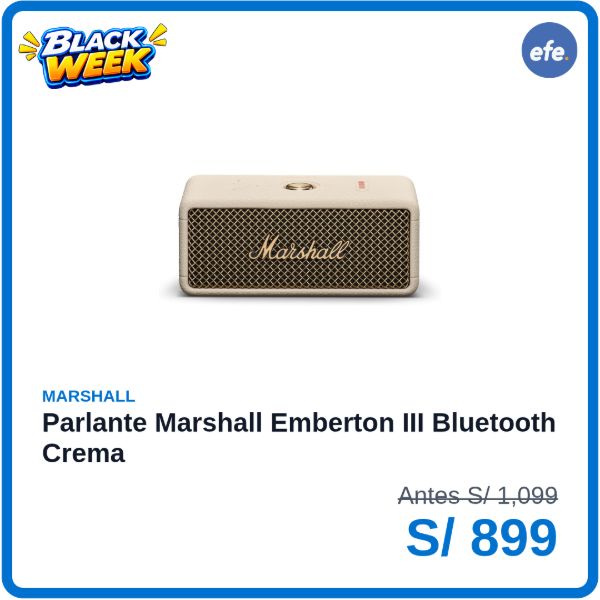 BLACK
WEEK
efe.
Marshall
MARSHALL
Parlante Marshall Emberton III Bluetooth
Crema
Antes S/ 1,099
S/ 899